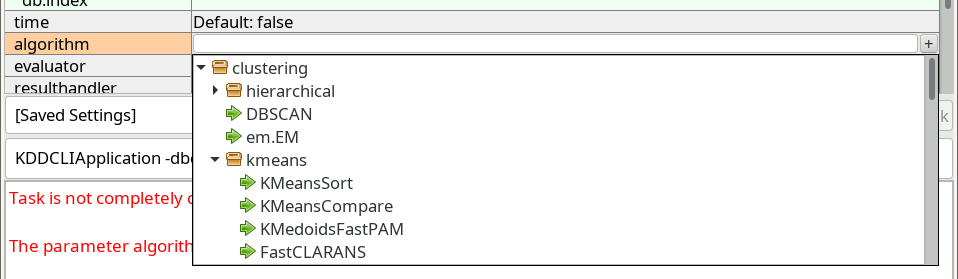 db.index
time Default: false
algorithm +
evaluator
resulthandler
clustering
hierarchical
DBSCAN
em.EM
kmeans
KMeansSort
KMeansCompare
KMedoidsFastPAM
FastCLARANS
[Saved Settings] k
KDDCLIApplication -dbc
Task is not completely c
The parameter algorith